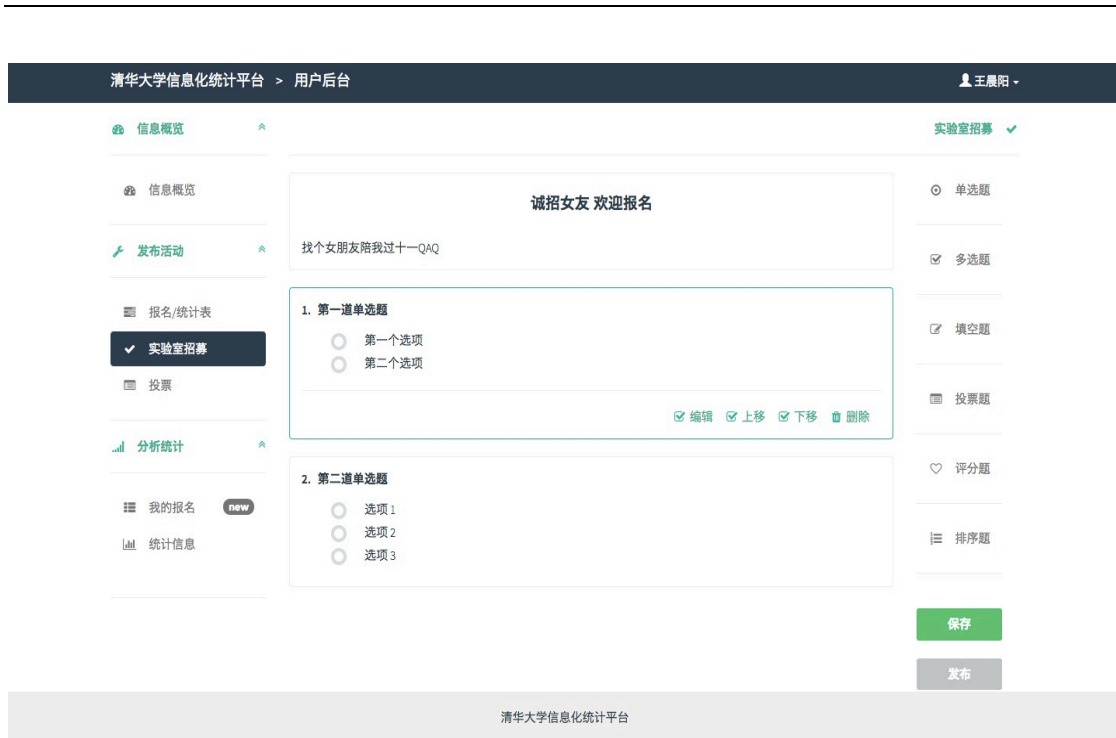 清华大学信息化统计平台 > 用户后台
王晨阳
信息概览
实验室招募
信息概览
发布活动
报名/统计表
实验室招募
投票
分析统计
我的报名 new
统计信息
诚招女友 欢迎报名
找个女朋友陪我过十一QAQ
1. 第一道单选题
第一个选项
第二个选项
编辑 上移 下移 删除
2. 第二道单选题
选项 1
选项 2
选项 3
单选题
多选题
填空题
投票题
评分题
排序题
保存
发布
清华大学信息化统计平台